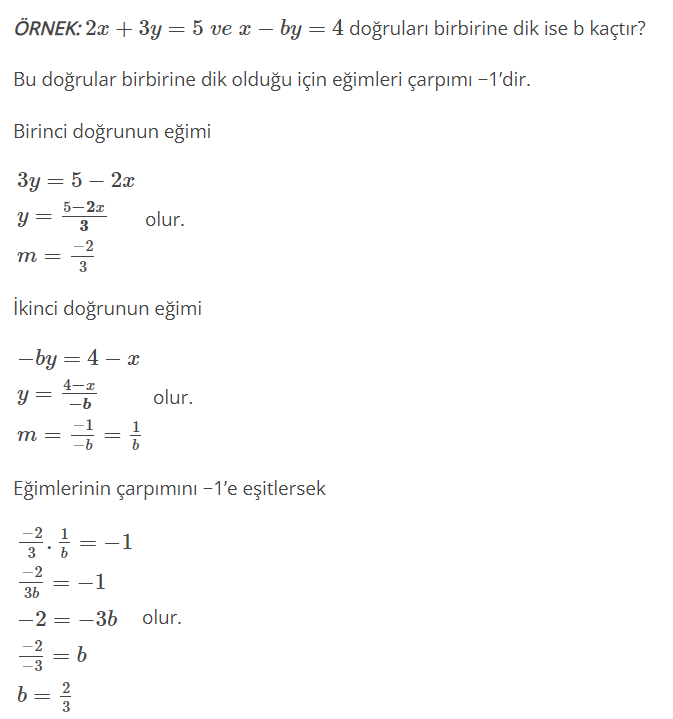 ÖRNEK: 2x + 3y = 5 ve x − by = 4 doğruları birbirine dik ise b kaçtır?
Bu doğrular birbirine dik olduğu için eğimleri çarpımı −1’dir.
Birinci doğrunun eğimi
3y = 5 − 2x
y = \frac{5−2x}{3} olur.
m = \frac{−2}{3}
İkinci doğrunun eğimi
−by = 4 − x
y = \frac{4−x}{−b} olur.
m = \frac{−1}{−b} = \frac{1}{b}
Eğimlerinin çarpımını −1’e eşitlersek
\frac{−2}{3} . \frac{1}{b} = −1
\frac{−2}{3b} = −1
−2 = −3b olur.
\frac{−2}{−3} = b
b = \frac{2}{3}